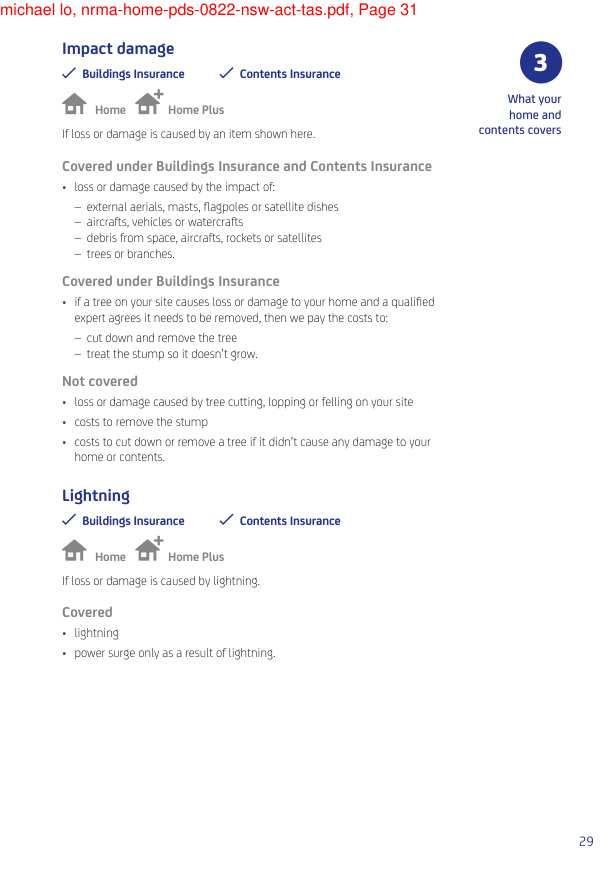 michael lo, nrma-home-pds-0822-nsw-act-tas.pdf, Page 31
Impact damage
✓ Buildings Insurance ✓ Contents Insurance
Home Home Plus
If loss or damage is caused by an item shown here.
3
What your
home and
contents covers
Covered under Buildings Insurance and Contents Insurance
• loss or damage caused by the impact of:
– external aerials, masts, flagpoles or satellite dishes
– aircrafts, vehicles or watercrafts
– debris from space, aircrafts, rockets or satellites
– trees or branches.
Covered under Buildings Insurance
• if a tree on your site causes loss or damage to your home and a qualified
expert agrees it needs to be removed, then we pay the costs to:
– cut down and remove the tree
– treat the stump so it doesn't grow.
Not covered
• loss or damage caused by tree cutting, lopping or felling on your site
• costs to remove the stump
• costs to cut down or remove a tree if it didn't cause any damage to your
home or contents.
Lightning
✓ Buildings Insurance ✓ Contents Insurance
Home Home Plus
If loss or damage is caused by lightning.
Covered
• lightning
• power surge only as a result of lightning.
29